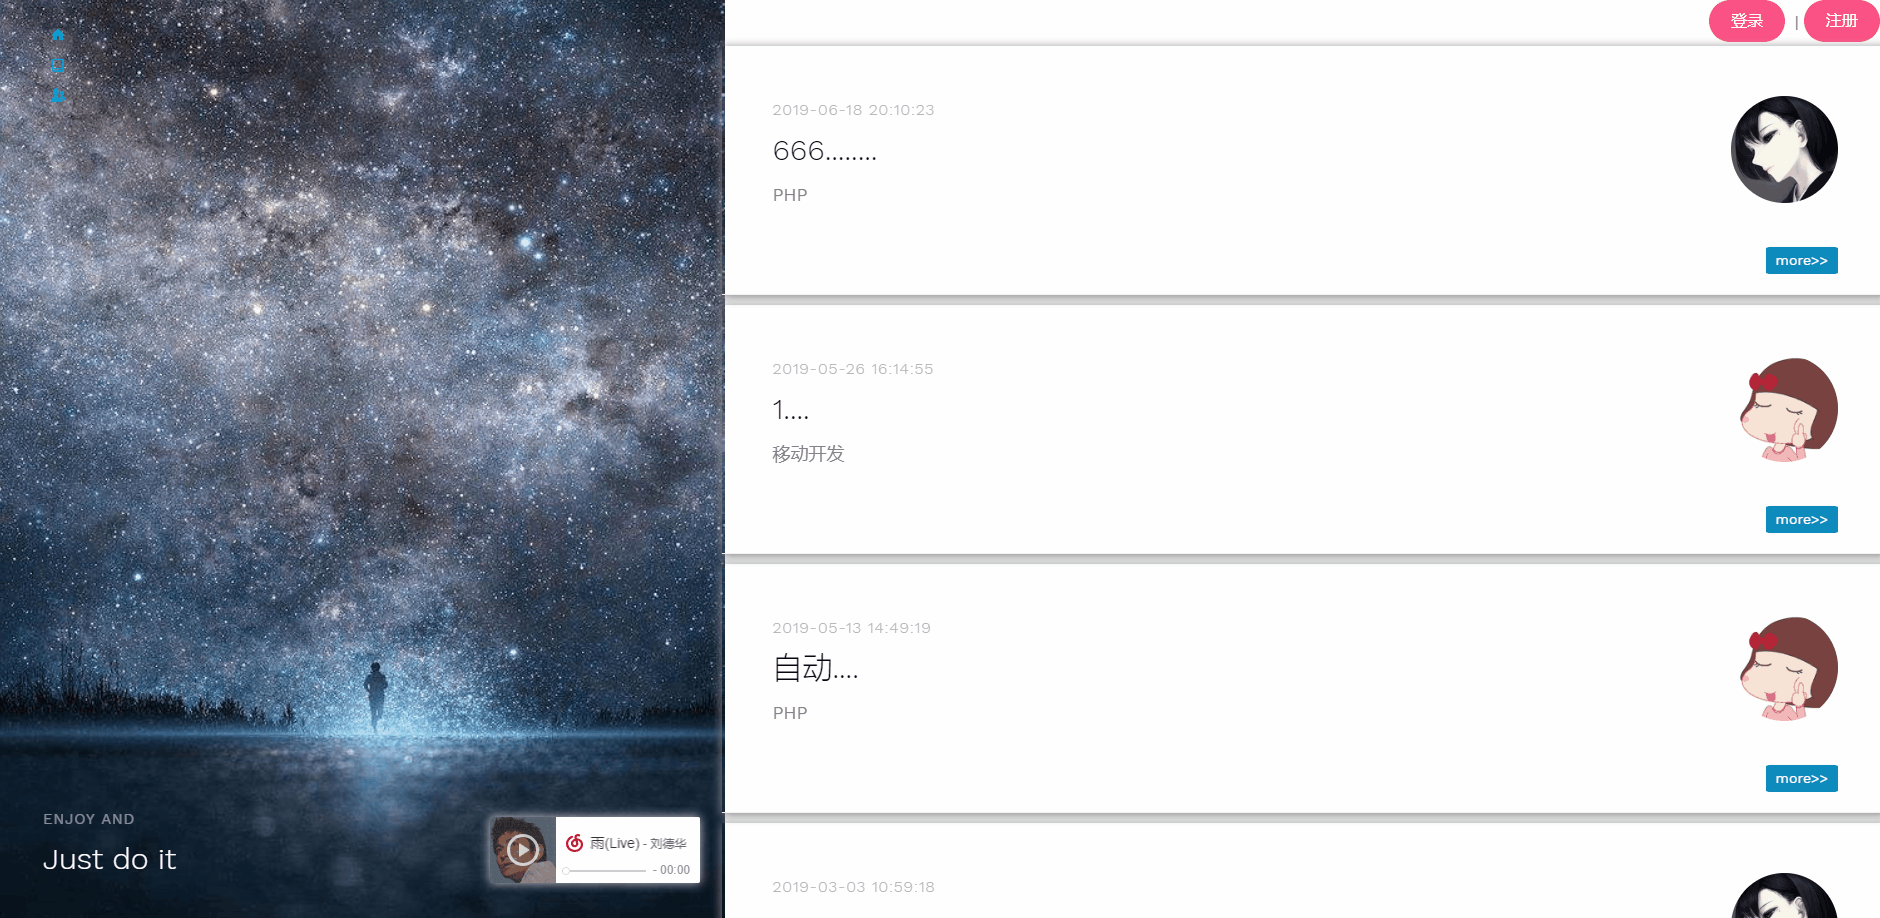 登录 | 注册
2019-06-18 20:10:23
666........
PHP
more>>
2019-05-26 16:14:55
1....
移动开发
more>>
2019-05-13 14:49:19
自动....
PHP
more>>
2019-03-03 10:59:18
ENJOY AND
Just do it
雨(Live) - 刘德华
- 00:00